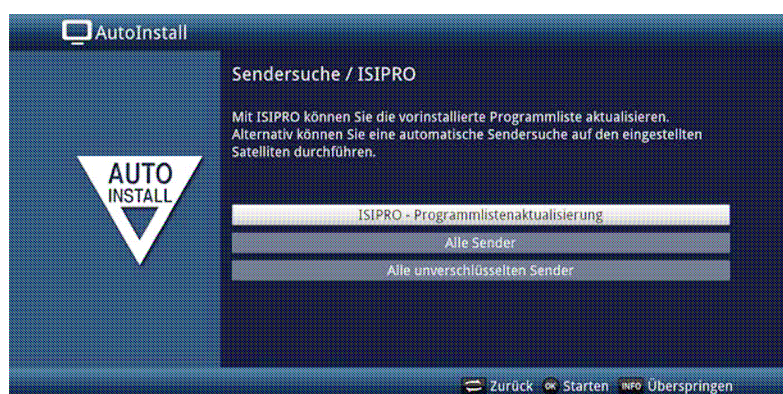 AutoInstall
Sendersuche / ISIPRO
Mit ISIPRO können Sie die vorinstallierte Programmliste aktualisieren.
Alternativ können Sie eine automatische Sendersuche auf den eingestellten
Satelliten durchführen.
AUTO
INSTALL
ISIPRO - Programmlistenaktualisierung
Alle Sender
Alle unverschlüsselten Sender
Zurück OK Starten INFO Überspringen